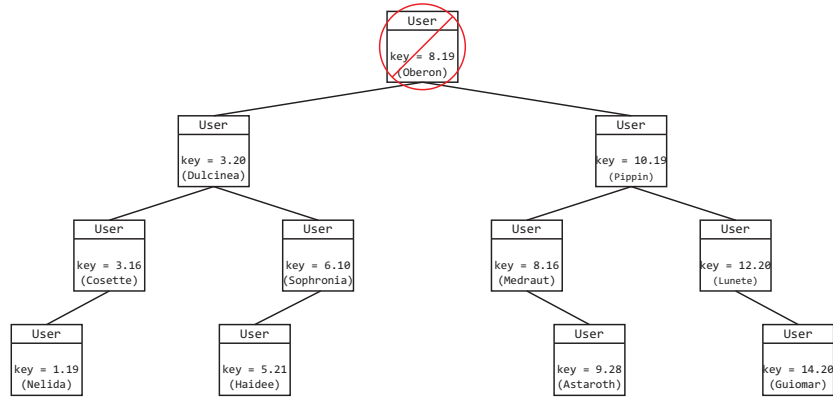 User
key = 8.19
(Oberon)
User
key = 3.20
(Dulcinea)
User
key = 10.19
(Pippin)
User
key = 3.16
(Cosette)
User
key = 6.10
(Sophronia)
User
key = 8.16
(Medraut)
User
key = 12.20
(Lunete)
User
key = 1.19
(Nelida)
User
key = 5.21
(Haidee)
User
key = 9.28
(Astaroth)
User
key = 14.20
(Guiomar)